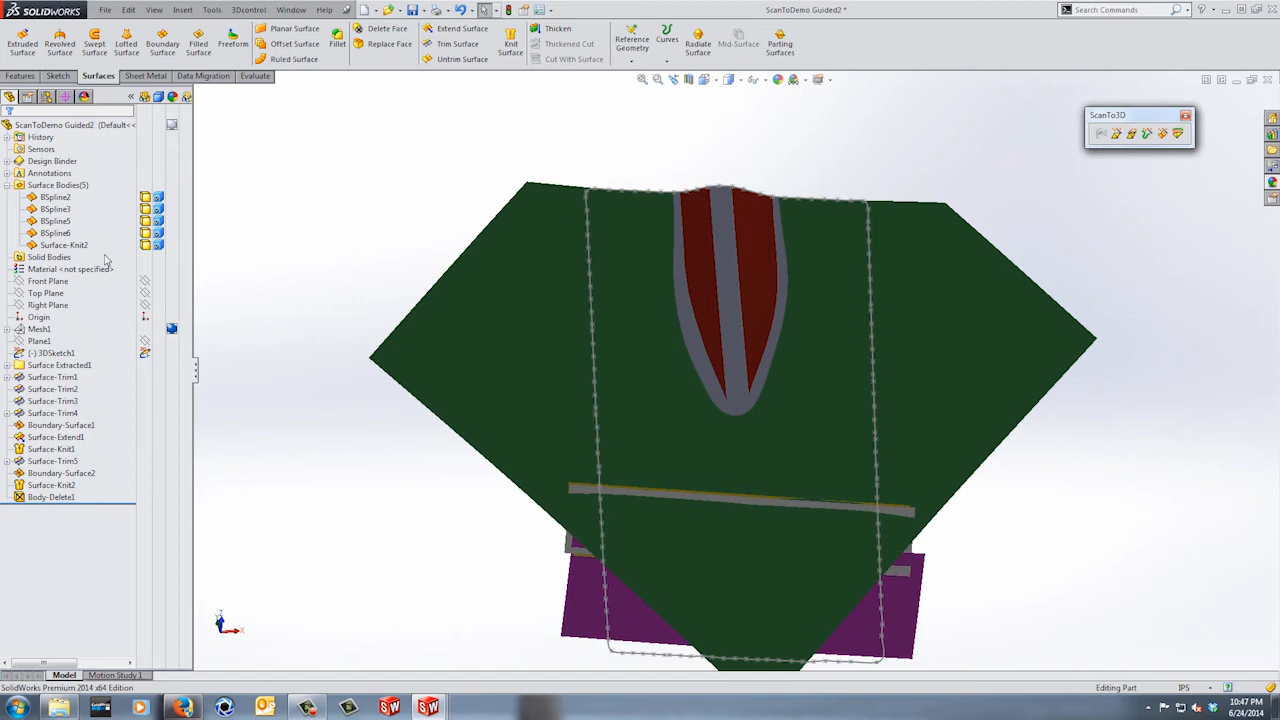 SOLIDWORKS File Edit View Insert Tools 3Dcontrol Window Help ScanToDemo Guided2 * Search Commands
Extruded Surface Revolved Surface Swept Surface Lofted Surface Boundary Surface Filled Surface Freeform Planar Surface Offset Surface Ruled Surface Fillet Delete Face Replace Face Extend Surface Trim Surface Untrim Surface Knit Surface Thicken Thickened Cut Cut With Surface Reference Geometry Curves Radiate Surface Mid-Surface Parting Surfaces
Features Sketch Surfaces Sheet Metal Data Migration Evaluate
ScanToDemo Guided2 (Default<<
History
Sensors
Design Binder
Annotations
Surface Bodies(5)
BSpline2
BSpline3
BSpline5
BSpline6
Surface-Knit2
Solid Bodies
Material <not specified>
Front Plane
Top Plane
Right Plane
Origin
Mesh1
Plane1
(-) 3DSketch1
Surface Extracted1
Surface-Trim1
Surface-Trim2
Surface-Trim3
Surface-Trim4
Boundary-Surface1
Surface-Extend1
Surface-Knit1
Surface-Trim5
Boundary-Surface2
Surface-Knit2
Body-Delete1
ScanTo3D
X
Model Motion Study 1
SolidWorks Premium 2014 x64 Edition Editing Part IPS
10:47 PM
6/24/2014